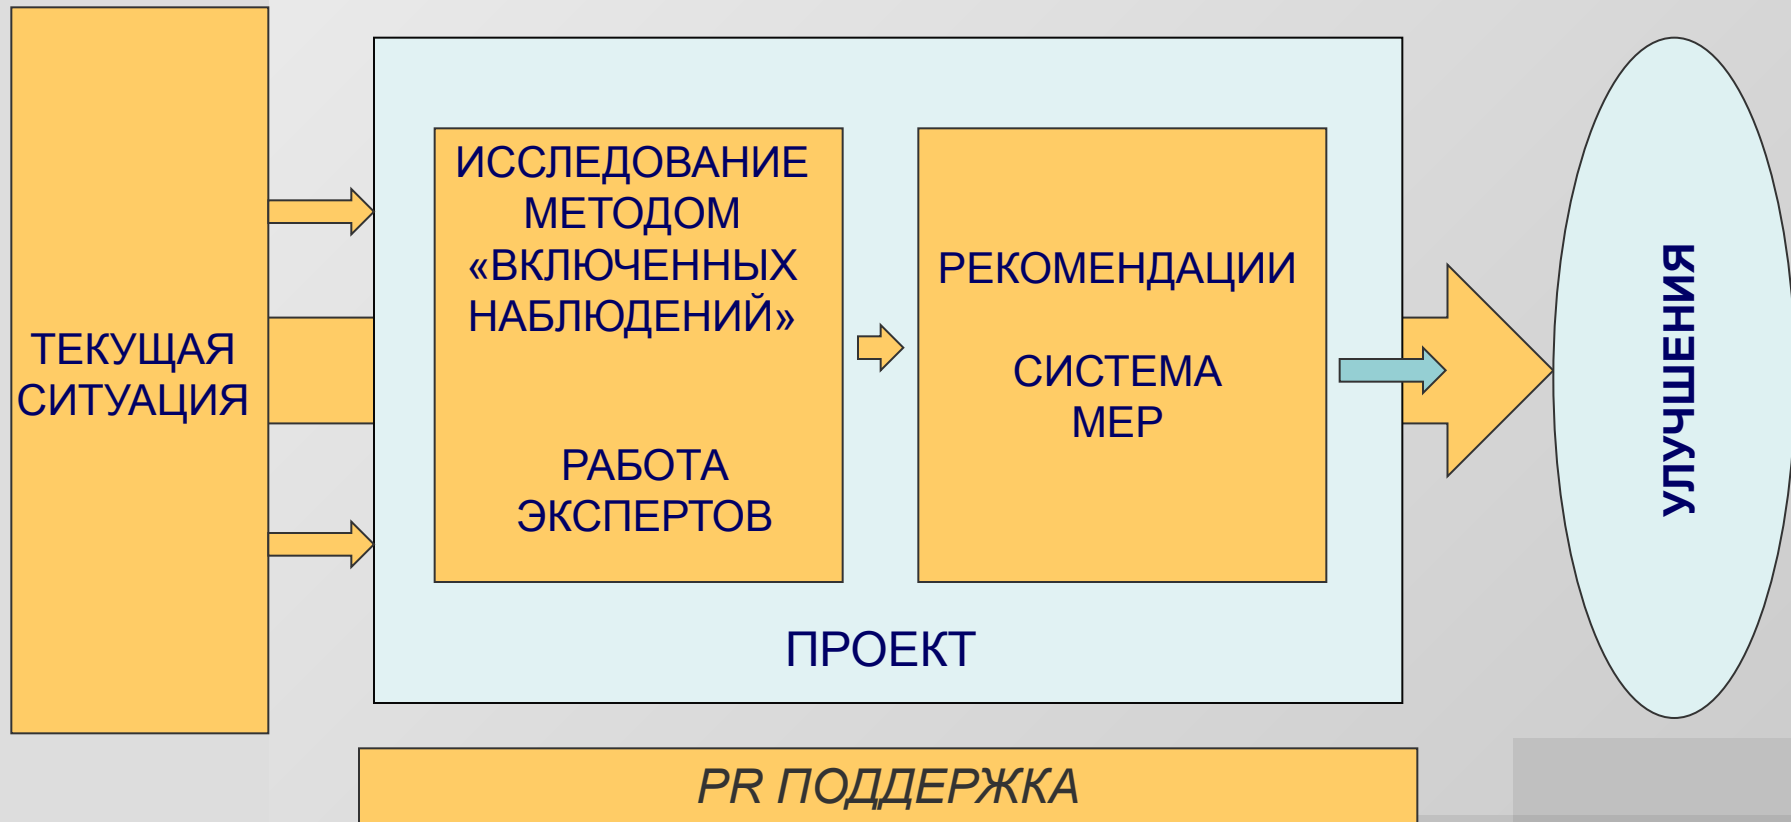 ТЕКУЩАЯ
СИТУАЦИЯ
ИССЛЕДОВАНИЕ
МЕТОДОМ
«ВКЛЮЧЕННЫХ
НАБЛЮДЕНИЙ»
РАБОТА
ЭКСПЕРТОВ
РЕКОМЕНДАЦИИ
СИСТЕМА
МЕР
ПРОЕКТ
УЛУЧШЕНИЯ
PR ПОДДЕРЖКА